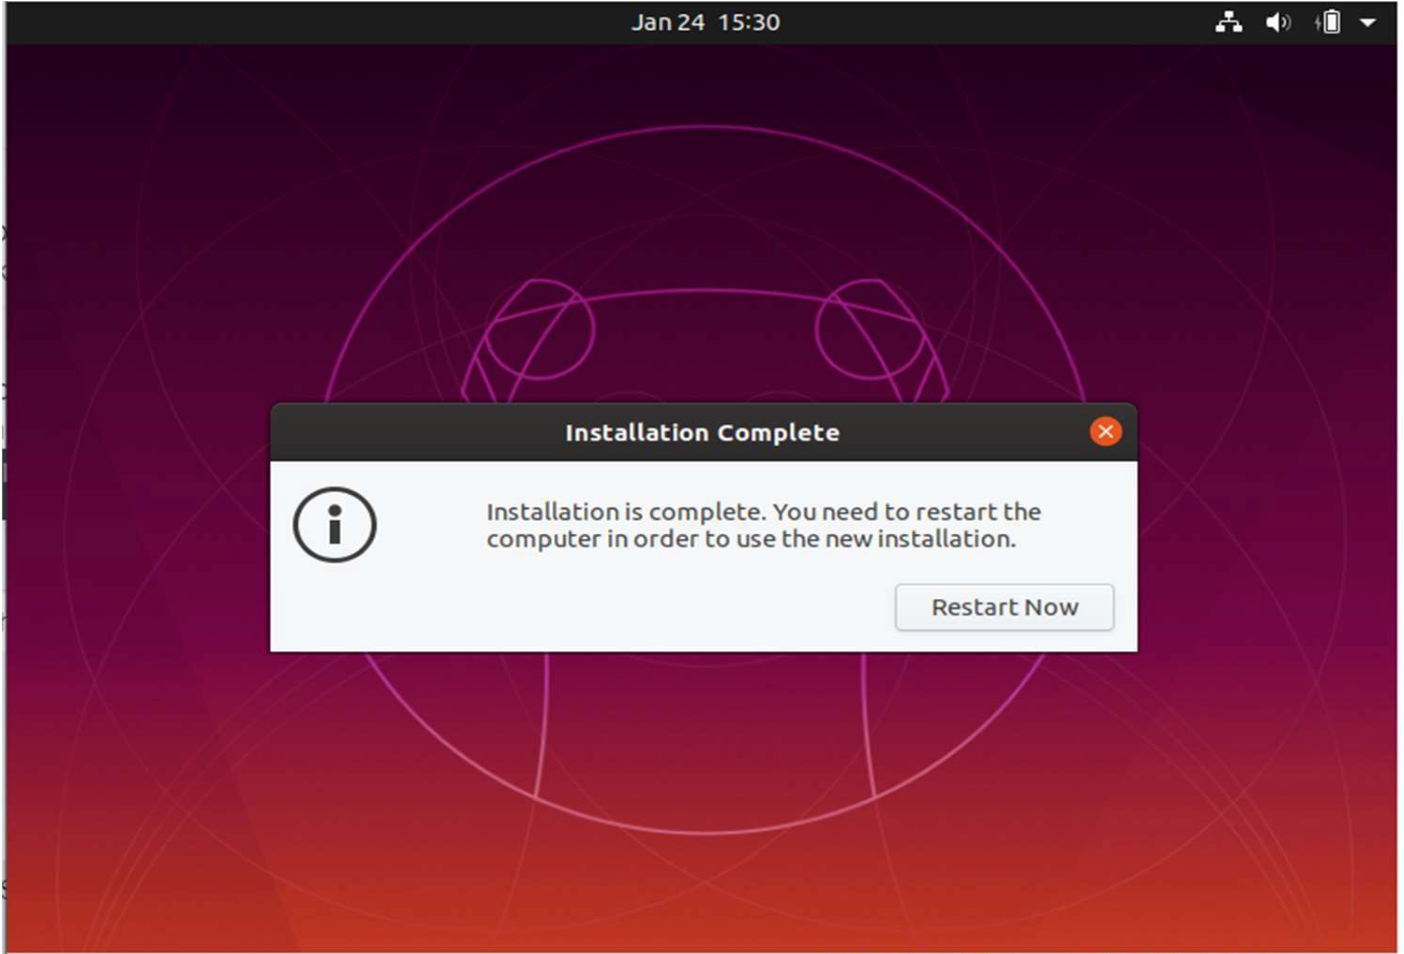 Jan 24 15:30
Installation Complete
Installation is complete. You need to restart the
computer in order to use the new installation.
Restart Now